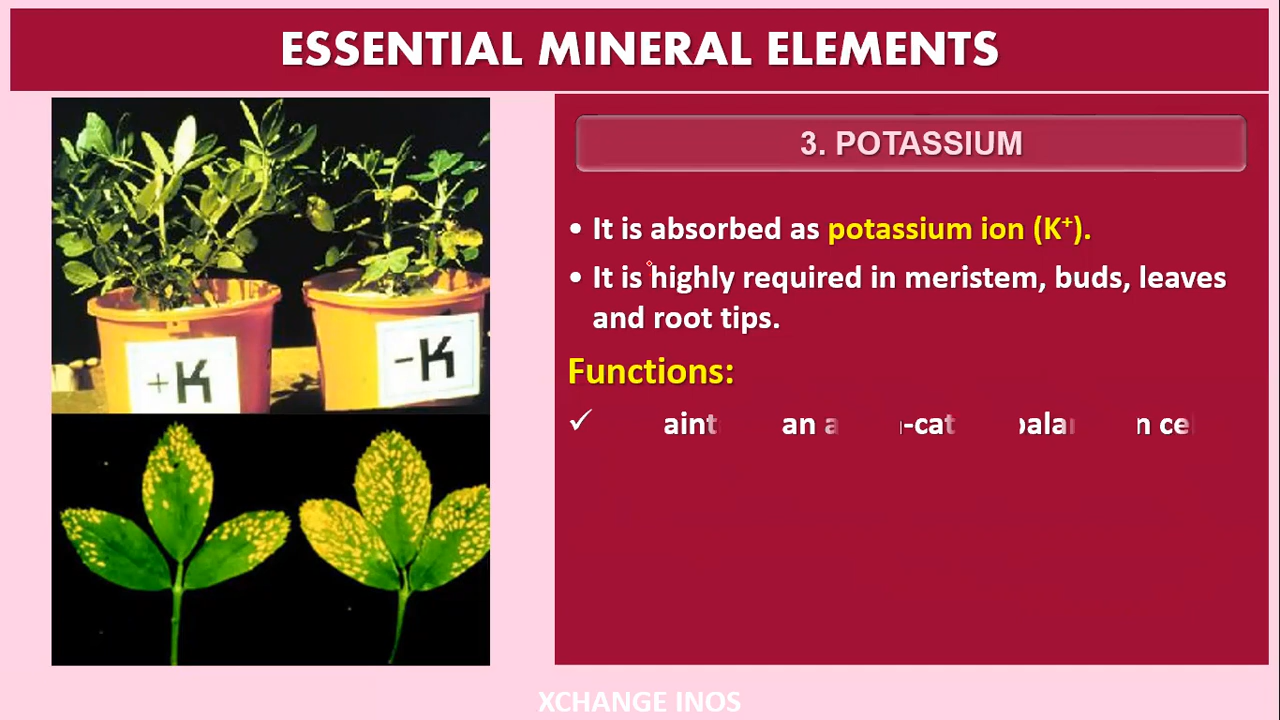 ESSENTIAL MINERAL ELEMENTS
3. POTASSIUM
• It is absorbed as potassium ion (K⁺).
• It is highly required in meristem, buds, leaves
and root tips.
Functions:
✓ an
+K
-K
XCHANGE INOS